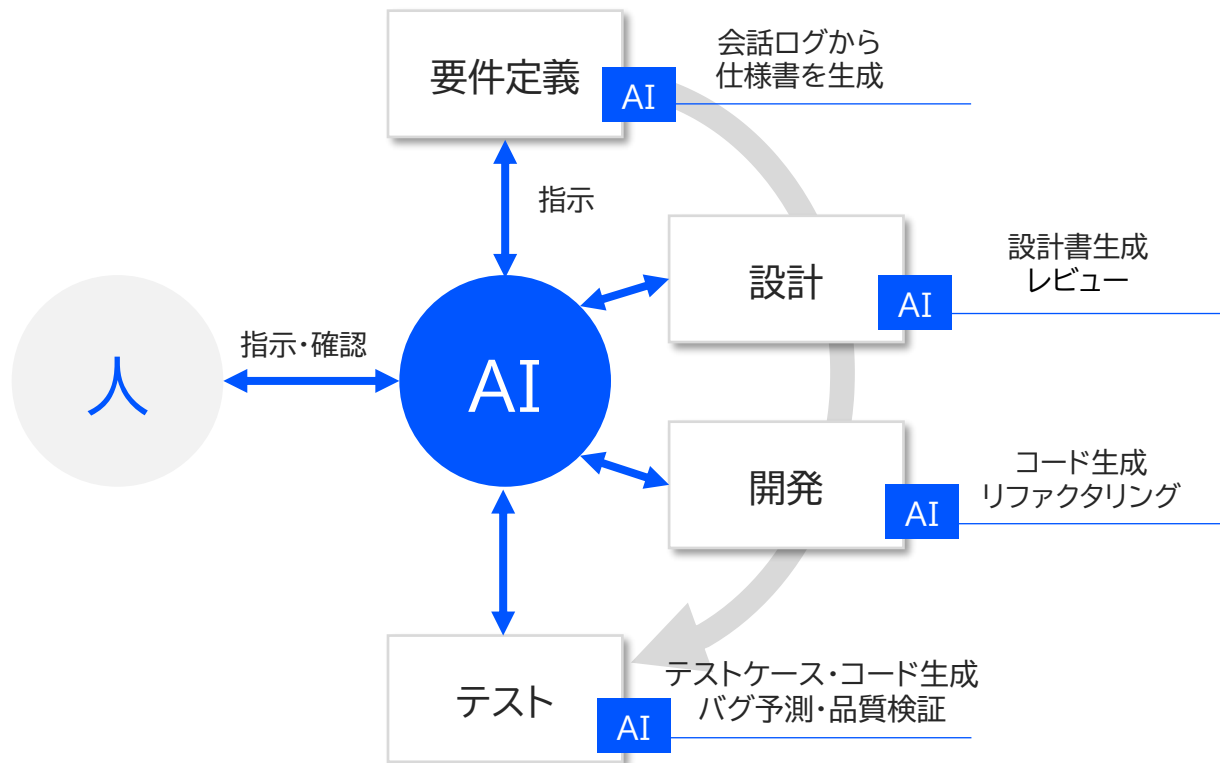 要件定義
AI
会話ログから
仕様書を生成
指示
設計
AI
設計書生成
レビュー
人
指示・確認
AI
開発
AI
コード生成
リファクタリング
テスト
AI
テストケース・コード生成
バグ予測・品質検証